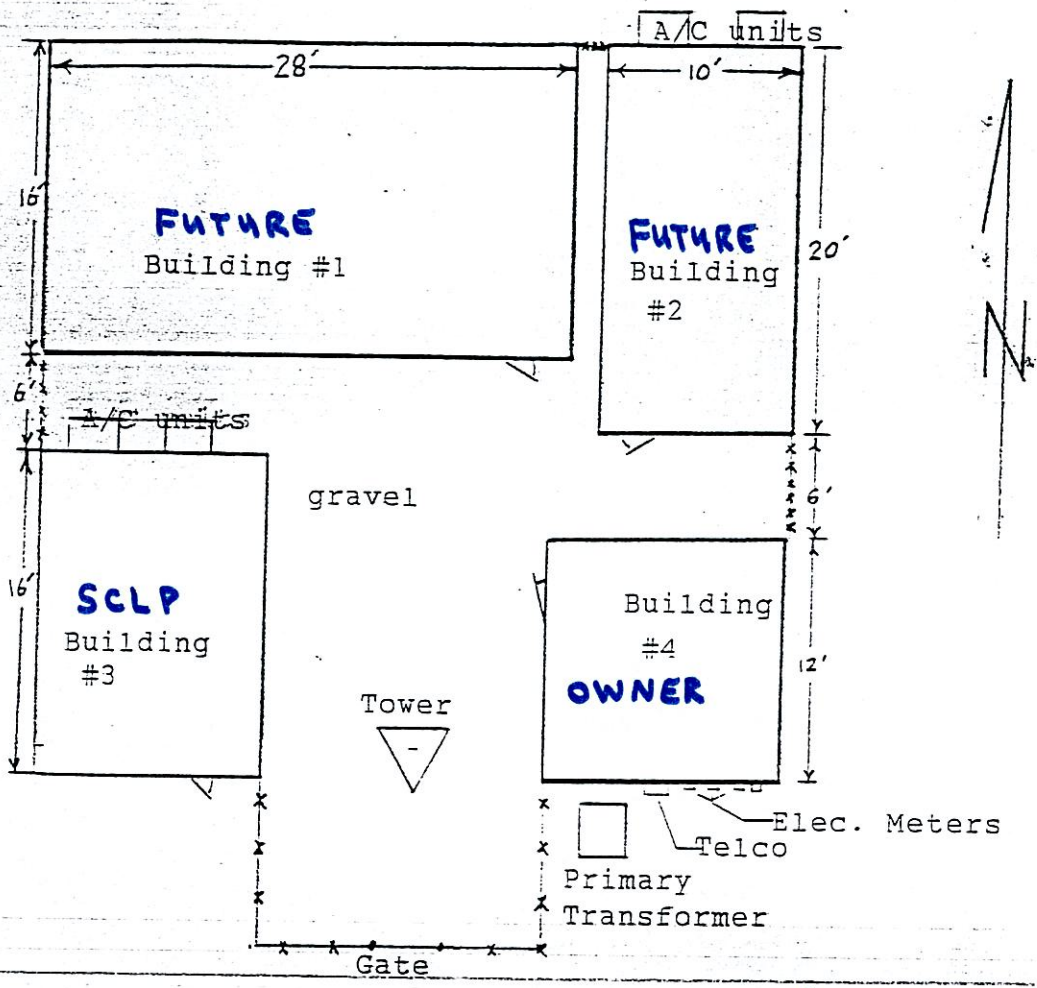 A/C units
28'
10'
16'
FUTURE
Building #1
FUTURE
Building
#2
20'
6'
A/C units
gravel
6'
16'
SCLP
Building
#3
Building
#4
OWNER
12'
Tower
Elec. Meters
Telco
Primary
Transformer
Gate
N